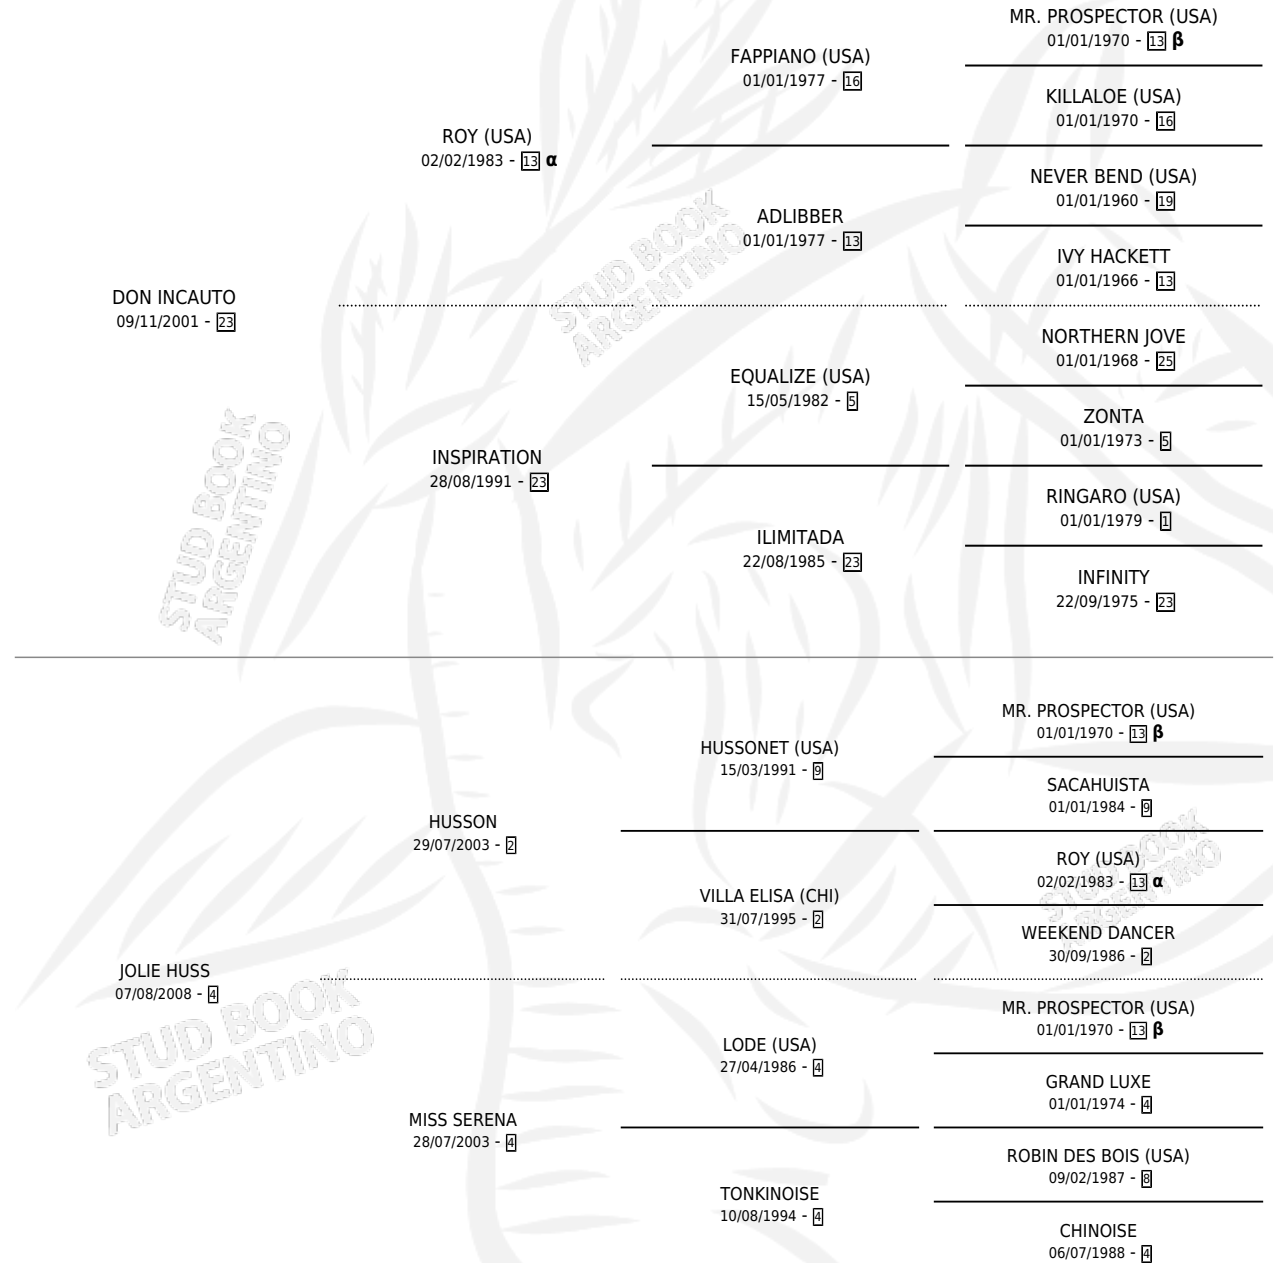 MR. PROSPECTOR (USA)
01/01/1970 - 13 β
FAPPIANO (USA)
01/01/1977 - 16
KILLALOE (USA)
01/01/1970 - 16
ROY (USA)
02/02/1983 - 13 α
NEVER BEND (USA)
01/01/1960 - 19
ADLIBBER
01/01/1977 - 13
IVY HACKETT
01/01/1966 - 13
DON INCAUTO
09/11/2001 - 23
NORTHERN JOVE
01/01/1968 - 25
EQUALIZE (USA)
15/05/1982 - 5
ZONTA
01/01/1973 - 5
INSPIRATION
28/08/1991 - 23
RINGARO (USA)
01/01/1979 - 1
ILIMITADA
22/08/1985 - 23
INFINITY
22/09/1975 - 23
STUD BOOK
ARGENTINO
STUD BOOK
ARGENTINO
MR. PROSPECTOR (USA)
01/01/1970 - 13 β
HUSSONET (USA)
15/03/1991 - 9
SACAHUISTA
01/01/1984 - 9
HUSSON
29/07/2003 - 2
ROY (USA)
02/02/1983 - 13 α
VILLA ELISA (CHI)
31/07/1995 - 2
WEEKEND DANCER
30/09/1986 - 2
JOLIE HUSS
07/08/2008 - 4
MR. PROSPECTOR (USA)
01/01/1970 - 13 β
LODE (USA)
27/04/1986 - 4
GRAND LUXE
01/01/1974 - 4
MISS SERENA
28/07/2003 - 4
ROBIN DES BOIS (USA)
09/02/1987 - 8
TONKINOISE
10/08/1994 - 4
CHINOISE
06/07/1988 - 4
STUD BOOK
ARGENTINO
STUD BOOK
ARGENTINO